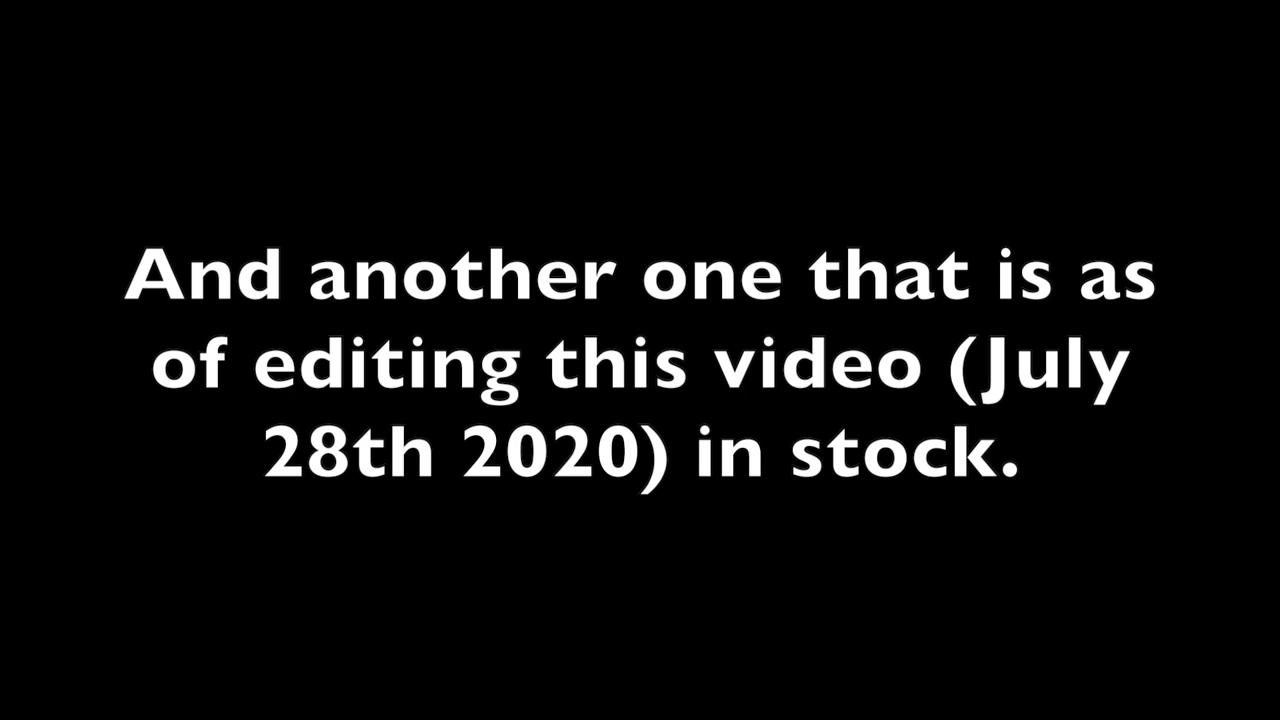 And another one that is as
of editing this video (July
28th 2020) in stock.